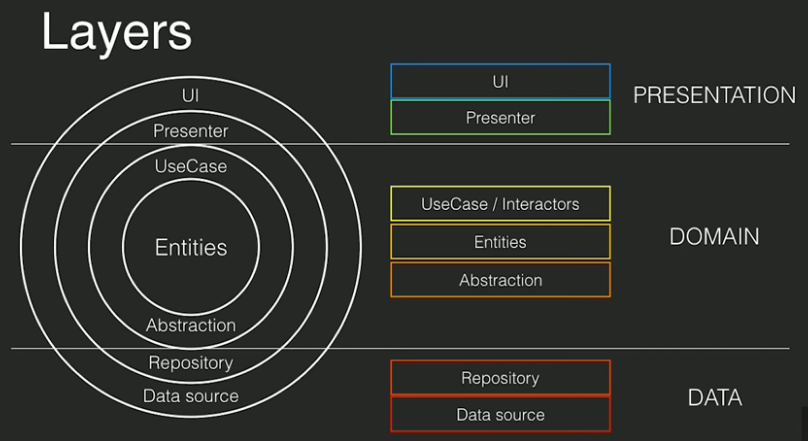 Layers
UI
Presenter
UseCase
Entities
Abstraction
Repository
Data source
UI
Presenter
PRESENTATION
UseCase / Interactors
Entities
Abstraction
DOMAIN
Repository
Data source
DATA